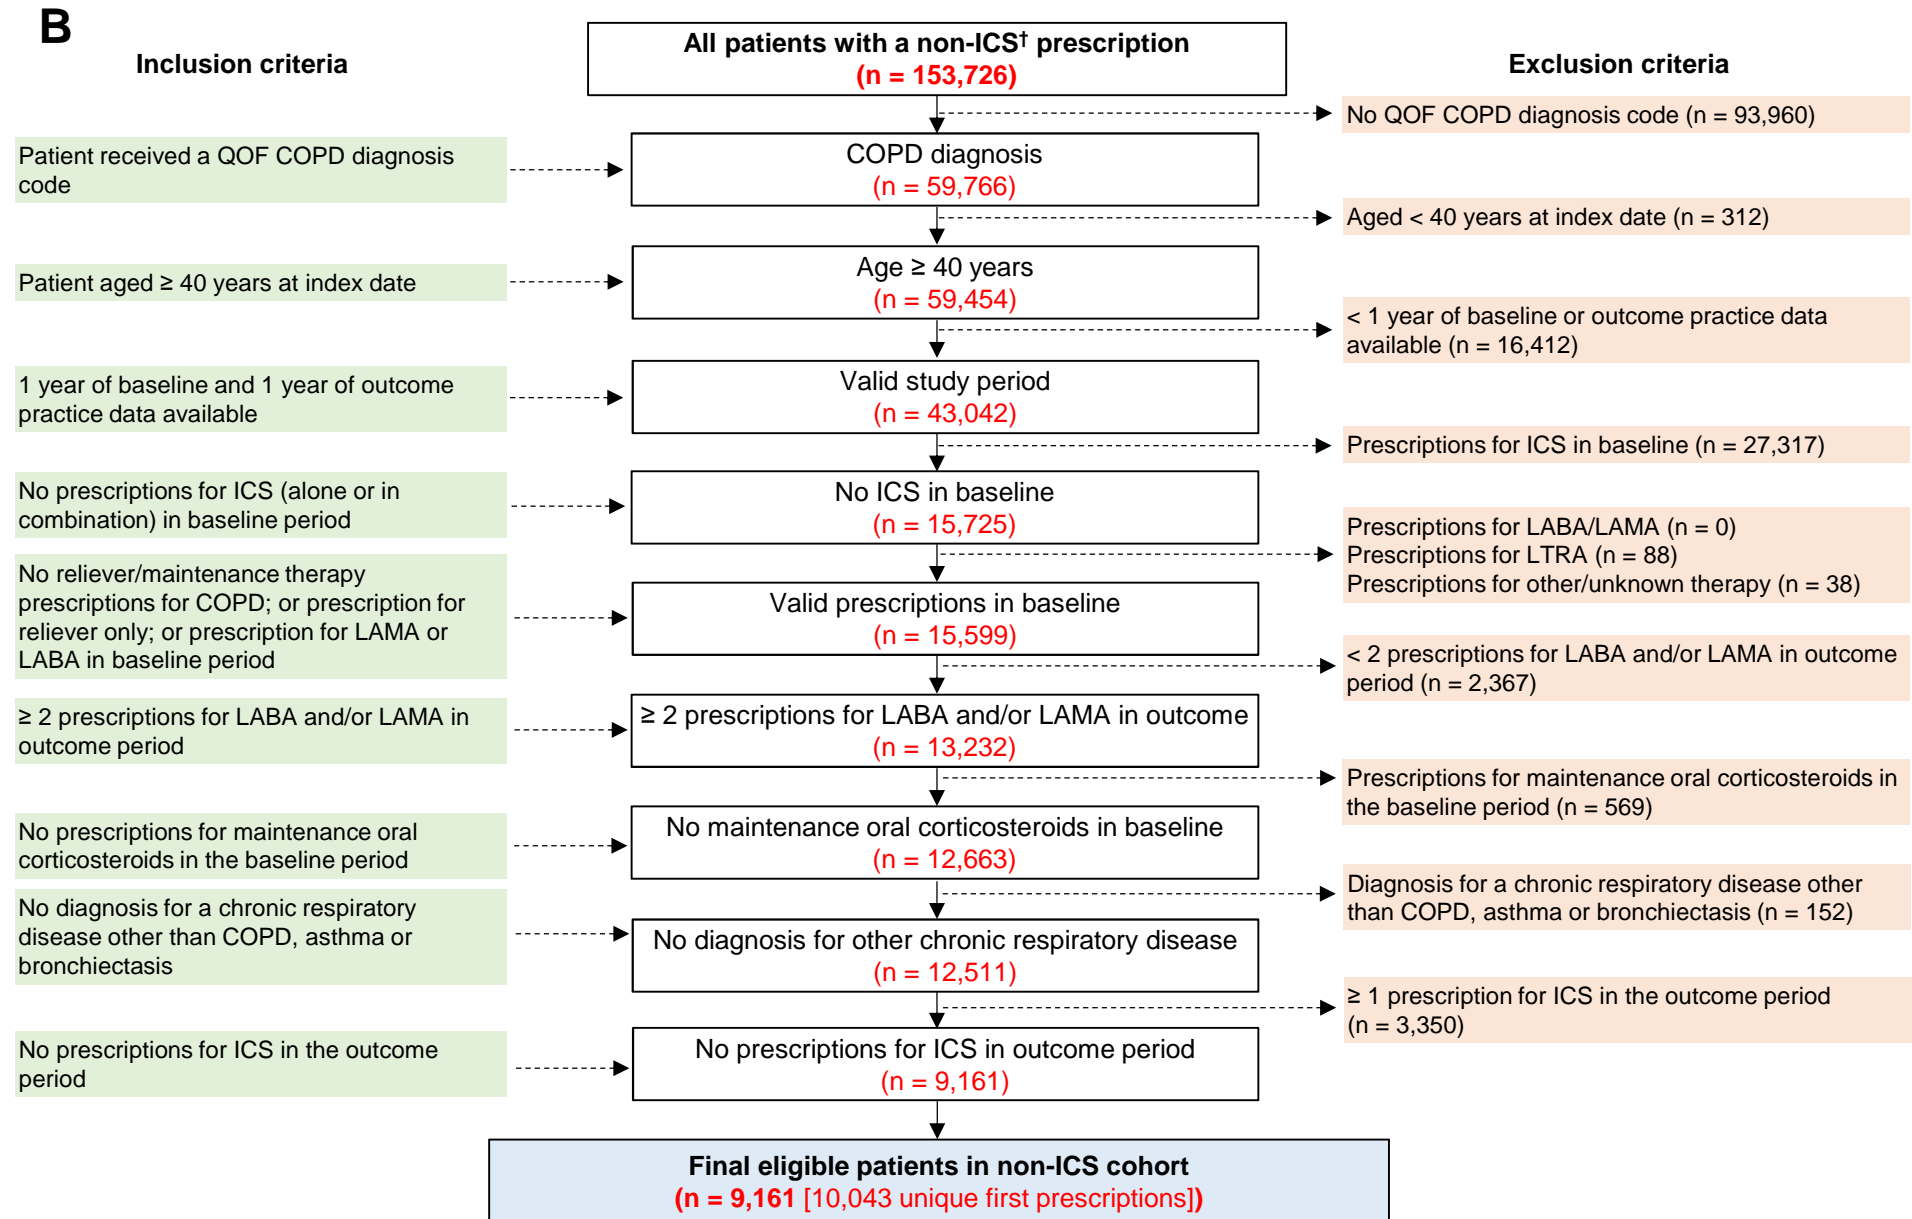 B
Inclusion criteria
All patients with a non-ICS† prescription
(n = 153,726)
Exclusion criteria
No QOF COPD diagnosis code (n = 93,960)
Patient received a QOF COPD diagnosis
code
COPD diagnosis
(n = 59,766)
Aged < 40 years at index date (n = 312)
Patient aged ≥ 40 years at index date
Age ≥ 40 years
(n = 59,454)
< 1 year of baseline or outcome practice data
available (n = 16,412)
1 year of baseline and 1 year of outcome
practice data available
Valid study period
(n = 43,042)
Prescriptions for ICS in baseline (n = 27,317)
No prescriptions for ICS (alone or in
combination) in baseline period
No ICS in baseline
(n = 15,725)
Prescriptions for LABA/LAMA (n = 0)
Prescriptions for LTRA (n = 88)
Prescriptions for other/unknown therapy (n = 38)
No reliever/maintenance therapy
prescriptions for COPD; or prescription for
reliever only; or prescription for LAMA or
LABA in baseline period
Valid prescriptions in baseline
(n = 15,599)
< 2 prescriptions for LABA and/or LAMA in outcome
period (n = 2,367)
≥ 2 prescriptions for LABA and/or LAMA in
outcome period
≥ 2 prescriptions for LABA and/or LAMA in outcome
(n = 13,232)
Prescriptions for maintenance oral corticosteroids in
the baseline period (n = 569)
No prescriptions for maintenance oral
corticosteroids in the baseline period
No maintenance oral corticosteroids in baseline
(n = 12,663)
Diagnosis for a chronic respiratory disease other
than COPD, asthma or bronchiectasis (n = 152)
No diagnosis for a chronic respiratory
disease other than COPD, asthma or
bronchiectasis
No diagnosis for other chronic respiratory disease
(n = 12,511)
≥ 1 prescription for ICS in the outcome period
(n = 3,350)
No prescriptions for ICS in the outcome
period
No prescriptions for ICS in outcome period
(n = 9,161)
Final eligible patients in non-ICS cohort
(n = 9,161 [10,043 unique first prescriptions])